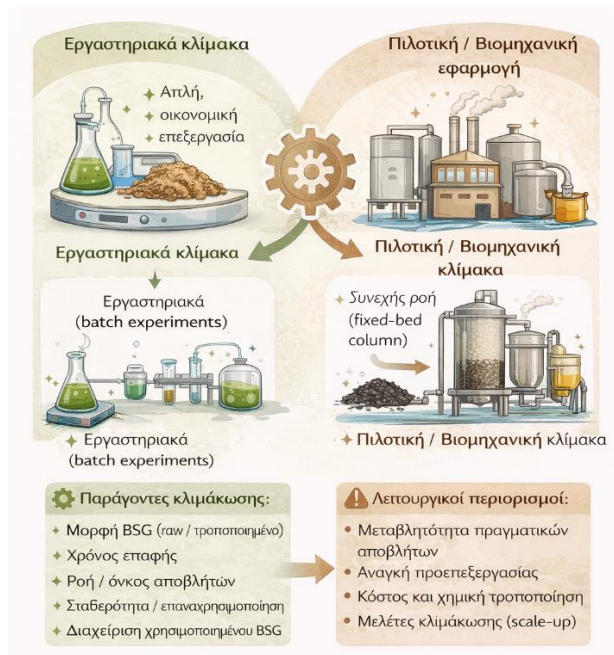 Εργαστηριακά κλίμακα
Απλή,
οικονομική
επεξεργασία
Πιλοτική / Βιομηχανική
εφαρμογή
Εργαστηριακά κλίμακα
Εργαστηριακά
(batch experiments)
Εργαστηριακά
(batch experiments)
Πιλοτική / Βιομηχανική
κλίμακα
Συνεχής ροή
(fixed-bed
column)
Πιλοτική / Βιομηχανική κλίμακα
Παράγοντες κλιμάκωσης:
Μορφή BSG (raw / τροποποιημένο)
Χρόνος επαφής
Ροή / όνκος αποβλήτων
Σταθερότητα / επαναχρησιμοποίηση
Διαχείριση χρησιμοποιημένου BSG
Λειτουργικοί περιορισμοί:
Μεταβλητότητα πραγματικών
αποβλήτων
Αναγκή προεπεξεργασίας
Κόστος και χημική τροποποίηση
Μελέτες κλιμάκωσης (scale-up)